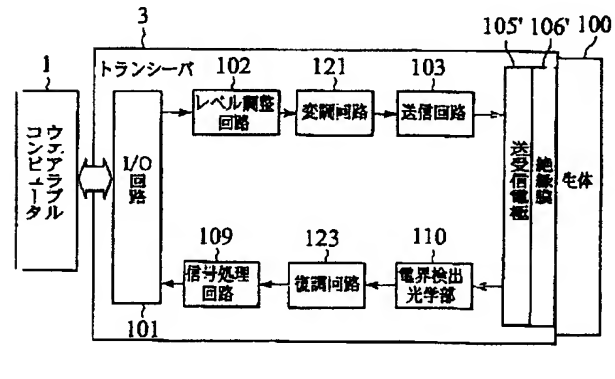 3
105' 106' 100
トランシーバ
1
102
121
103
レベル調整
回路
変調回路
送信回路
ウェアラブル
コンピュータ
I/O
回路
送受信電極
絶縁膜
生体
109
123
110
信号処理
回路
復調回路
電界検出
光学部
101